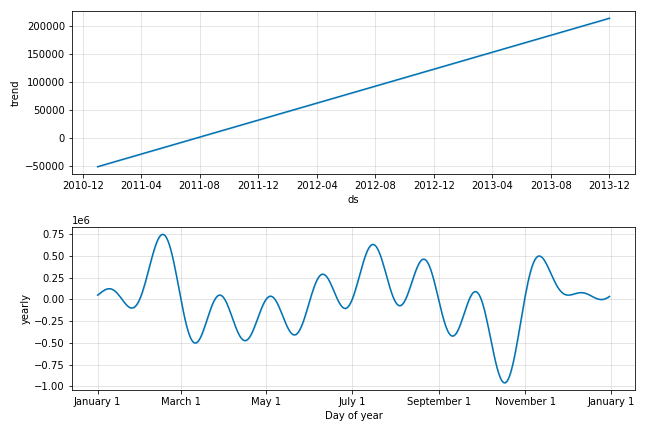 200000
150000
100000
50000
0
−50000
trend
2010-12 2011-04 2011-08 2011-12 2012-04 2012-08 2012-12 2013-04 2013-08 2013-12
ds
1e6
0.75
0.50
0.25
0.00
−0.25
−0.50
−0.75
−1.00
yearly
January 1 March 1 May 1 July 1 September 1 November 1 January 1
Day of year